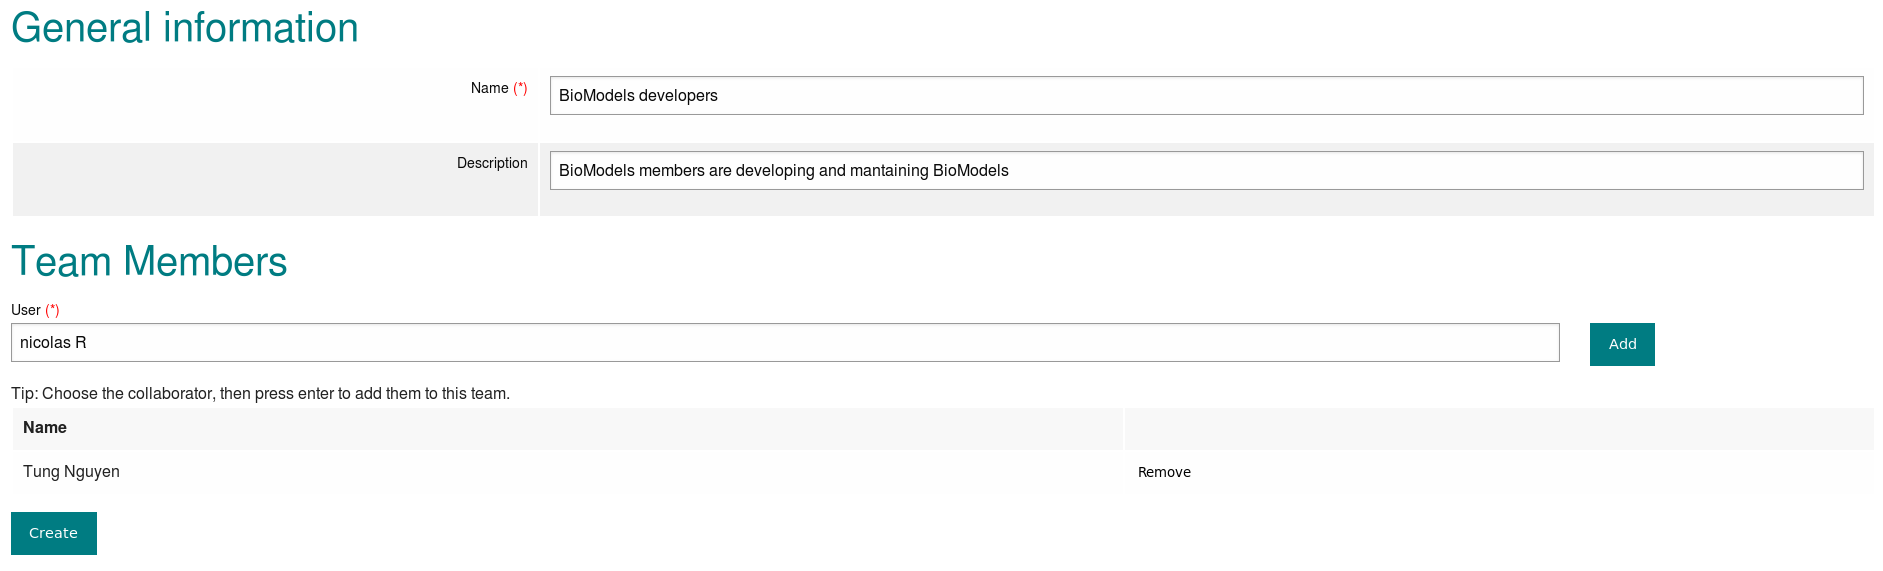 General information
Name (*)
BioModels developers
Description
BioModels members are developing and mantaining BioModels
Team Members
User (*)
nicolas R
Add
Tip: Choose the collaborator, then press enter to add them to this team.
Name
Tung Nguyen
Remove
Create